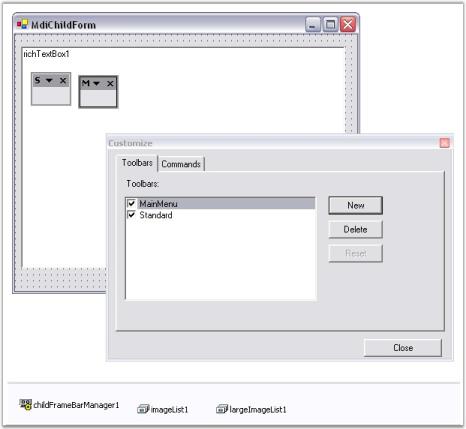 MdiChildForm
richTextBox1
S
M
Customize
Toolbars
Commands
Toolbars:
MainMenu
Standard
New
Delete
Reset
Close
childFrameBarManager1
imageList1
largeImageList1